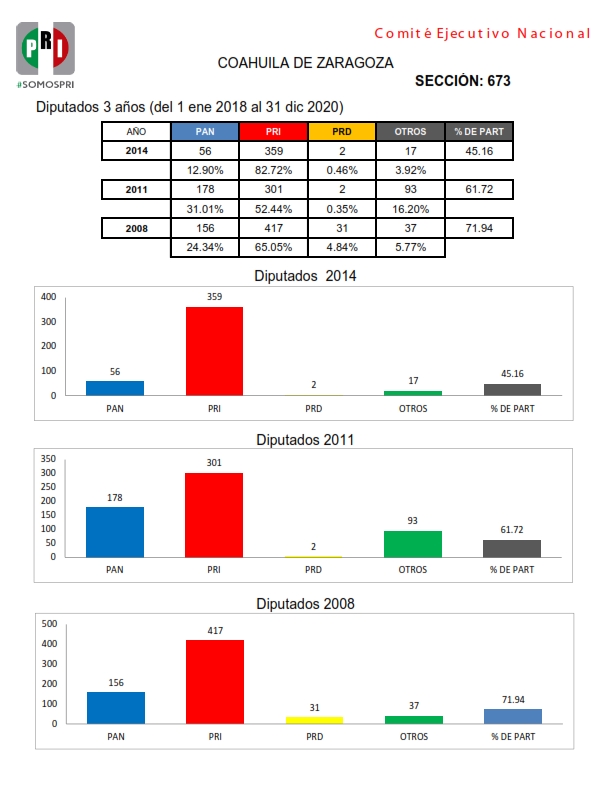 PRI
#SOMOSPRI
Comité Ejecutivo Nacional
COAHUILA DE ZARAGOZA
SECCIÓN: 673
Diputados 3 años (del 1 ene 2018 al 31 dic 2020)
AÑO PAN PRI PRD OTROS % DE PART
2014 56 359 2 17 45.16
12.90% 82.72% 0.46% 3.92%
2011 178 301 2 93 61.72
31.01% 52.44% 0.35% 16.20%
2008 156 417 31 37 71.94
24.34% 65.05% 4.84% 5.77%
Diputados 2014
400
300
200
100
0
56 359 2 17 45.16
PAN PRI PRD OTROS % DE PART
Diputados 2011
350
300
250
200
150
100
50
0
178 301 2 93 61.72
PAN PRI PRD OTROS % DE PART
Diputados 2008
500
400
300
200
100
0
156 417 31 37 71.94
PAN PRI PRD OTROS % DE PART